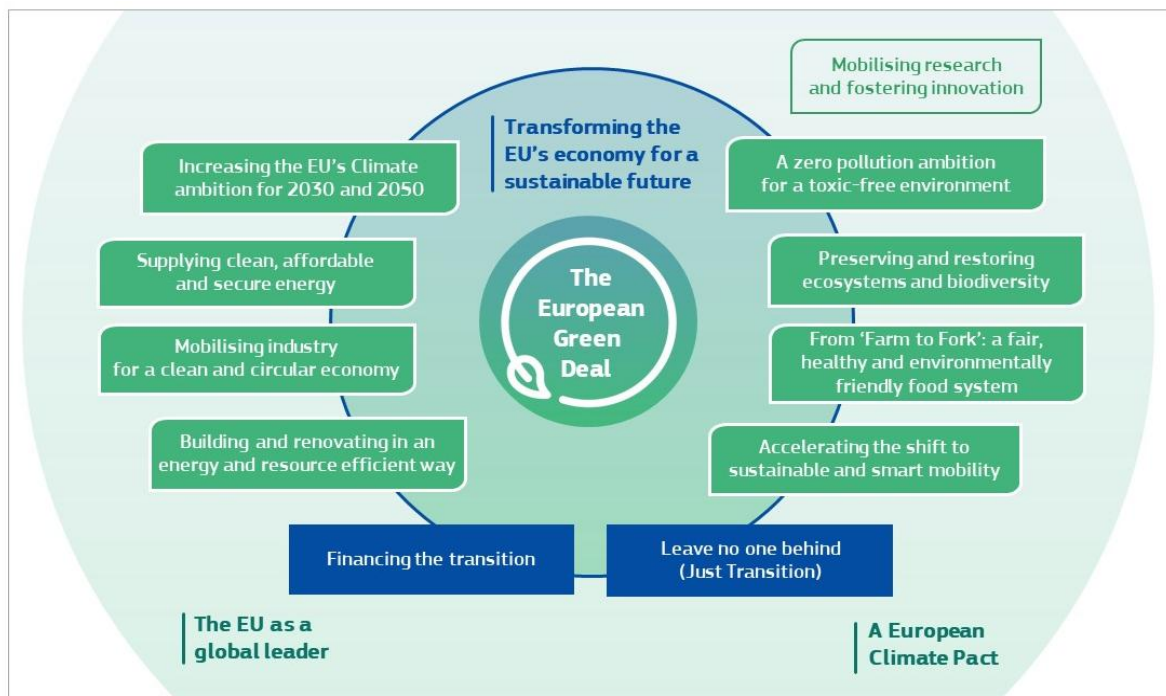 Mobilising research
and fostering innovation
Transforming the
EU's economy for a
sustainable future
Increasing the EU's Climate
ambition for 2030 and 2050
A zero pollution ambition
for a toxic-free environment
Supplying clean, affordable
and secure energy
Preserving and restoring
ecosystems and biodiversity
The
European
Green
Deal
Mobilising industry
for a clean and circular economy
From ‘Farm to Fork’: a fair,
healthy and environmentally
friendly food system
Building and renovating in an
energy and resource efficient way
Accelerating the shift to
sustainable and smart mobility
Financing the transition
Leave no one behind
(Just Transition)
The EU as a
global leader
A European
Climate Pact